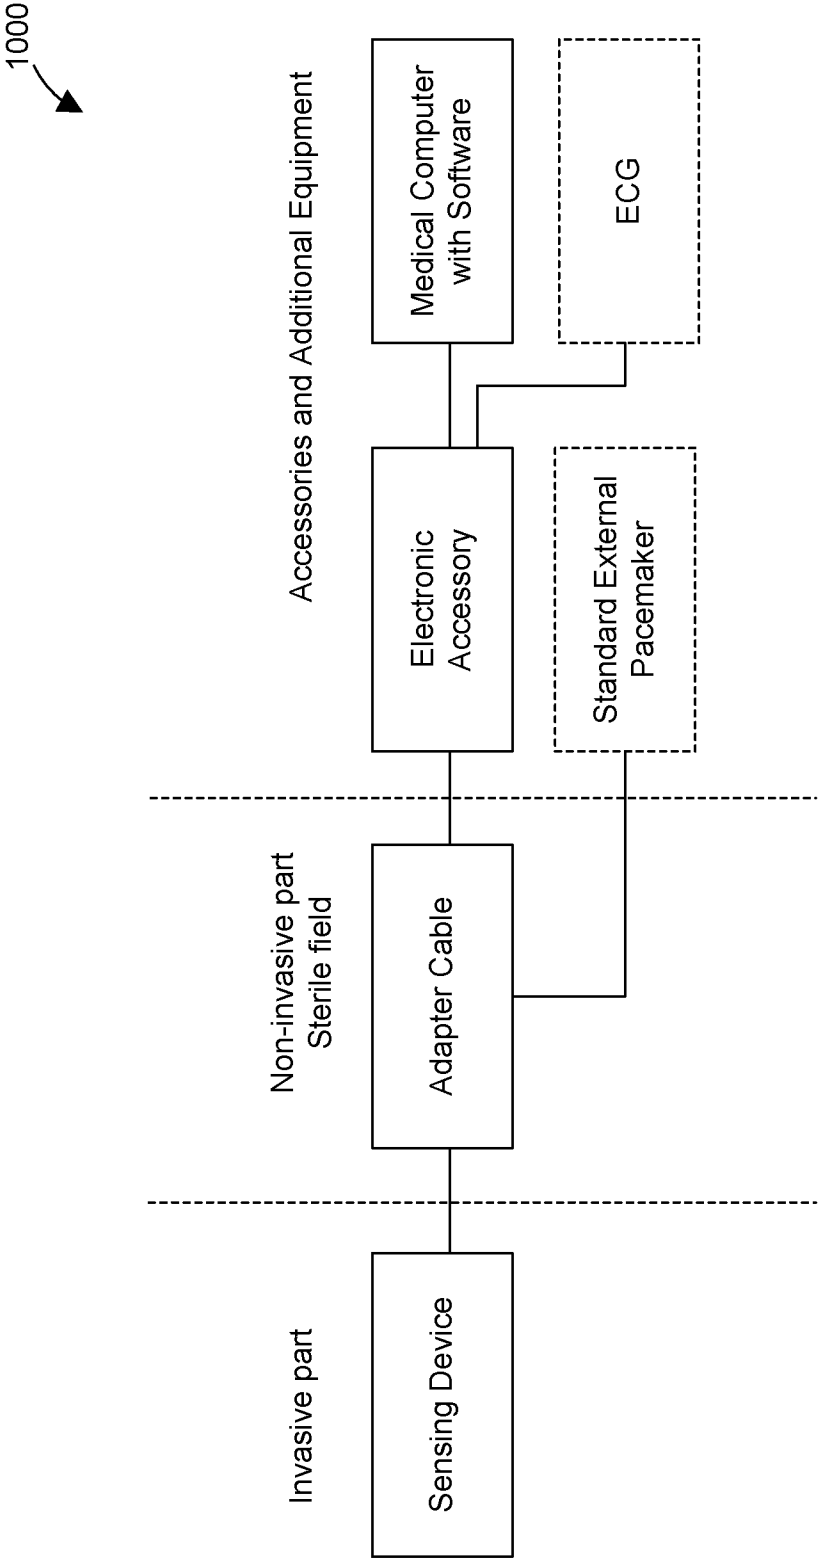 1000
Invasive part
Non-invasive part
Sterile field
Accessories and Additional Equipment
Sensing Device
Adapter Cable
Electronic
Accessory
Medical Computer
with Software
Standard External
Pacemaker
ECG